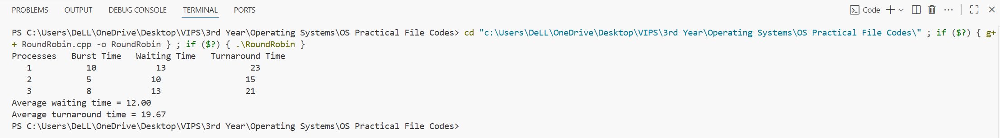 PROBLEMS OUTPUT DEBUG CONSOLE TERMINAL PORTS Code
PS C:\Users\DeLL\OneDrive\Desktop\VIPS\3rd Year\Operating Systems\OS Practical File Codes> cd "c:\Users\DeLL\OneDrive\Desktop\VIPS\3rd Year\Operating Systems\OS Practical File Codes\" ; if ($?) { g+
+ RoundRobin.cpp -o RoundRobin } ; if ($?) { .\RoundRobin }
Processes   Burst Time   Waiting Time   Turnaround Time
   1           10            13                 23
   2           5            10                 15
   3           8            13                 21
Average waiting time = 12.00
Average turnaround time = 19.67
PS C:\Users\DeLL\OneDrive\Desktop\VIPS\3rd Year\Operating Systems\OS Practical File Codes>